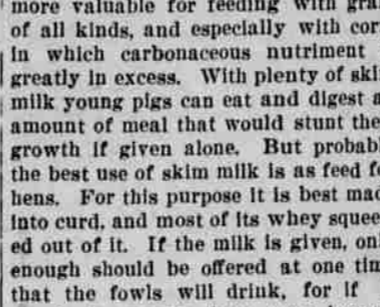 more valuable for feeding with gra
of all kinds, and especially with cor
in which carbonaceous nutriment
greatly in excess. With plenty of ski
milk young pigs can eat and digest a
amount of meal that would stunt the
growth if given alone. But probabl
the best use of skim milk is as feed f
hens. For this purpose it is best mad
into curd, and most of its whey squee
ed out of it. If the milk is given, on
enough should be offered at one tim
that the fowls will drink, for if